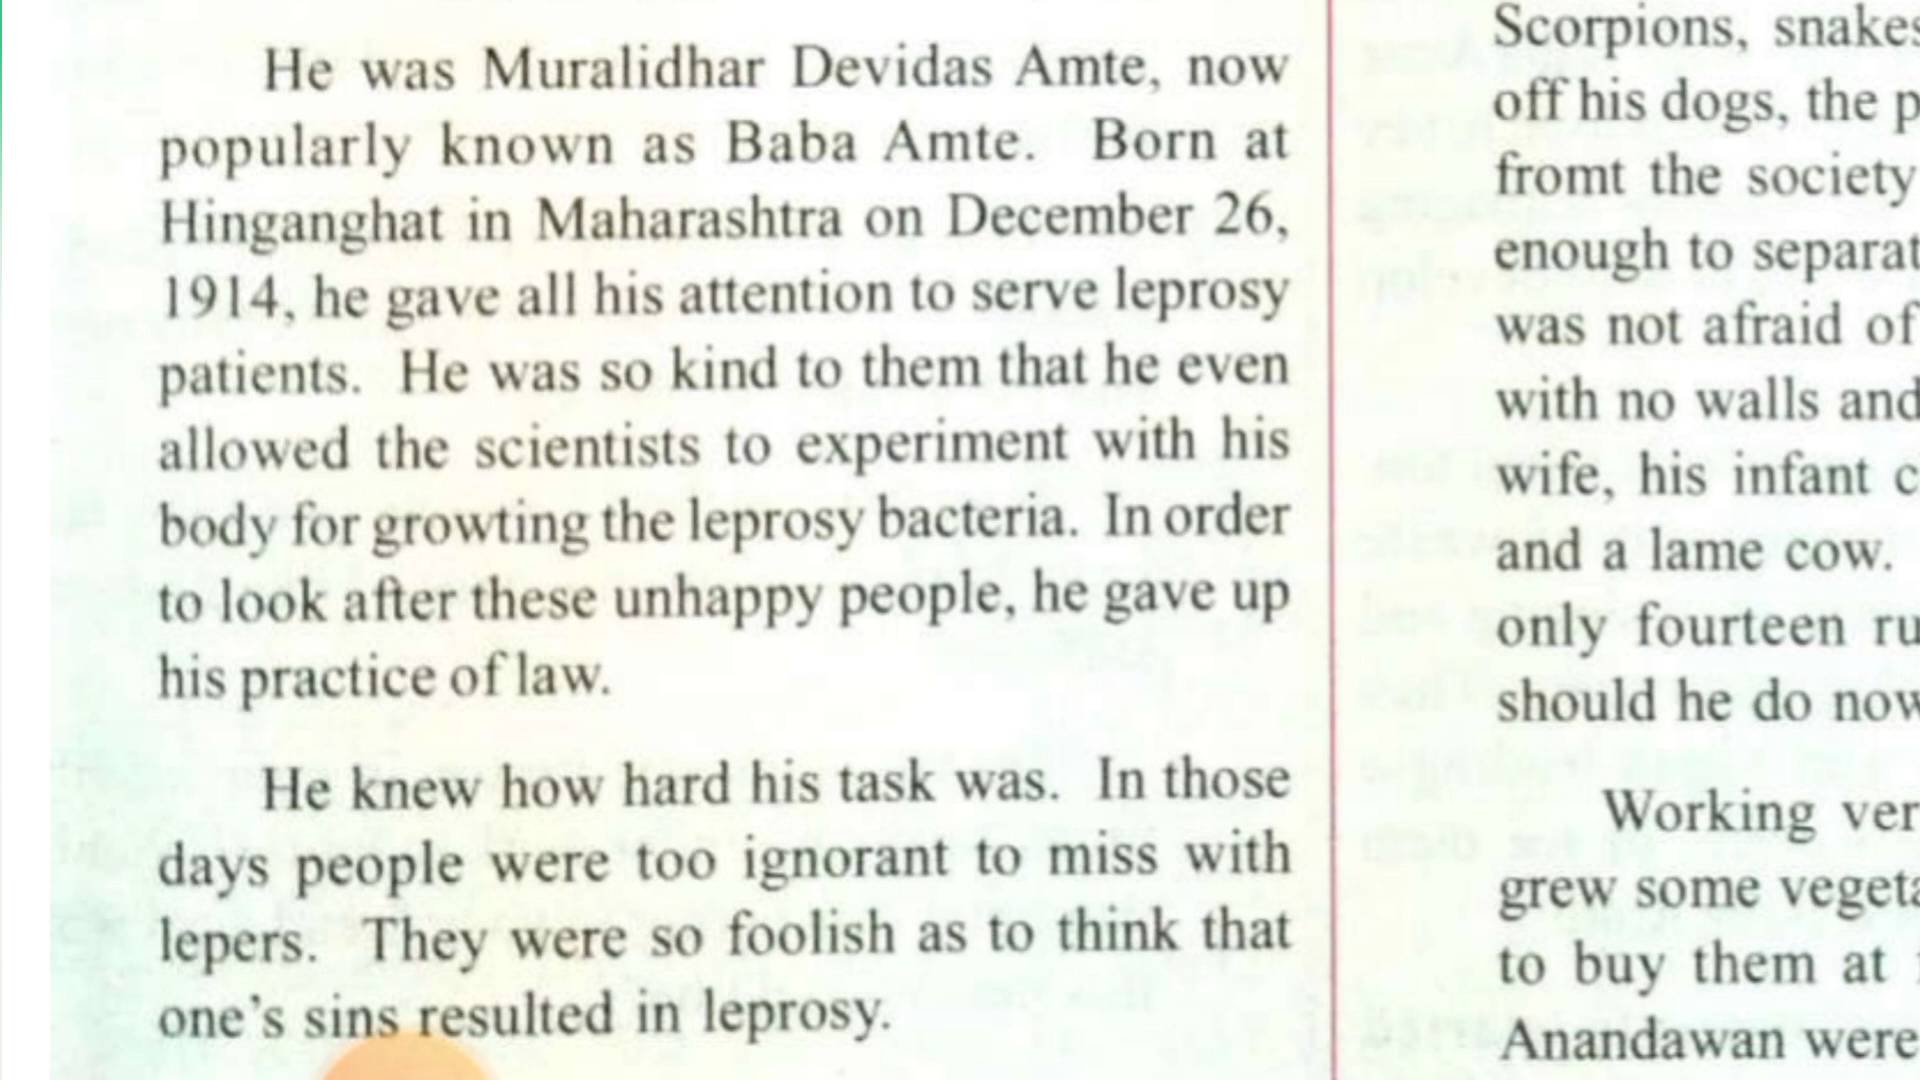 He was Muralidhar Devidas Amte, now
popularly known as Baba Amte. Born at
Hinganghat in Maharashtra on December 26,
1914, he gave all his attention to serve leprosy
patients. He was so kind to them that he even
allowed the scientists to experiment with his
body for growting the leprosy bacteria. In order
to look after these unhappy people, he gave up
his practice of law.
He knew how hard his task was. In those
days people were too ignorant to miss with
lepers. They were so foolish as to think that
one's sins resulted in leprosy.
Scorpions, snakes
off his dogs, the
fromt the society
enough to
was not afraid of
with no walls and
wife, his infant
and a lame cow.
only fourteen
should he do
Working
grew some
to buy them at
Anandawan were